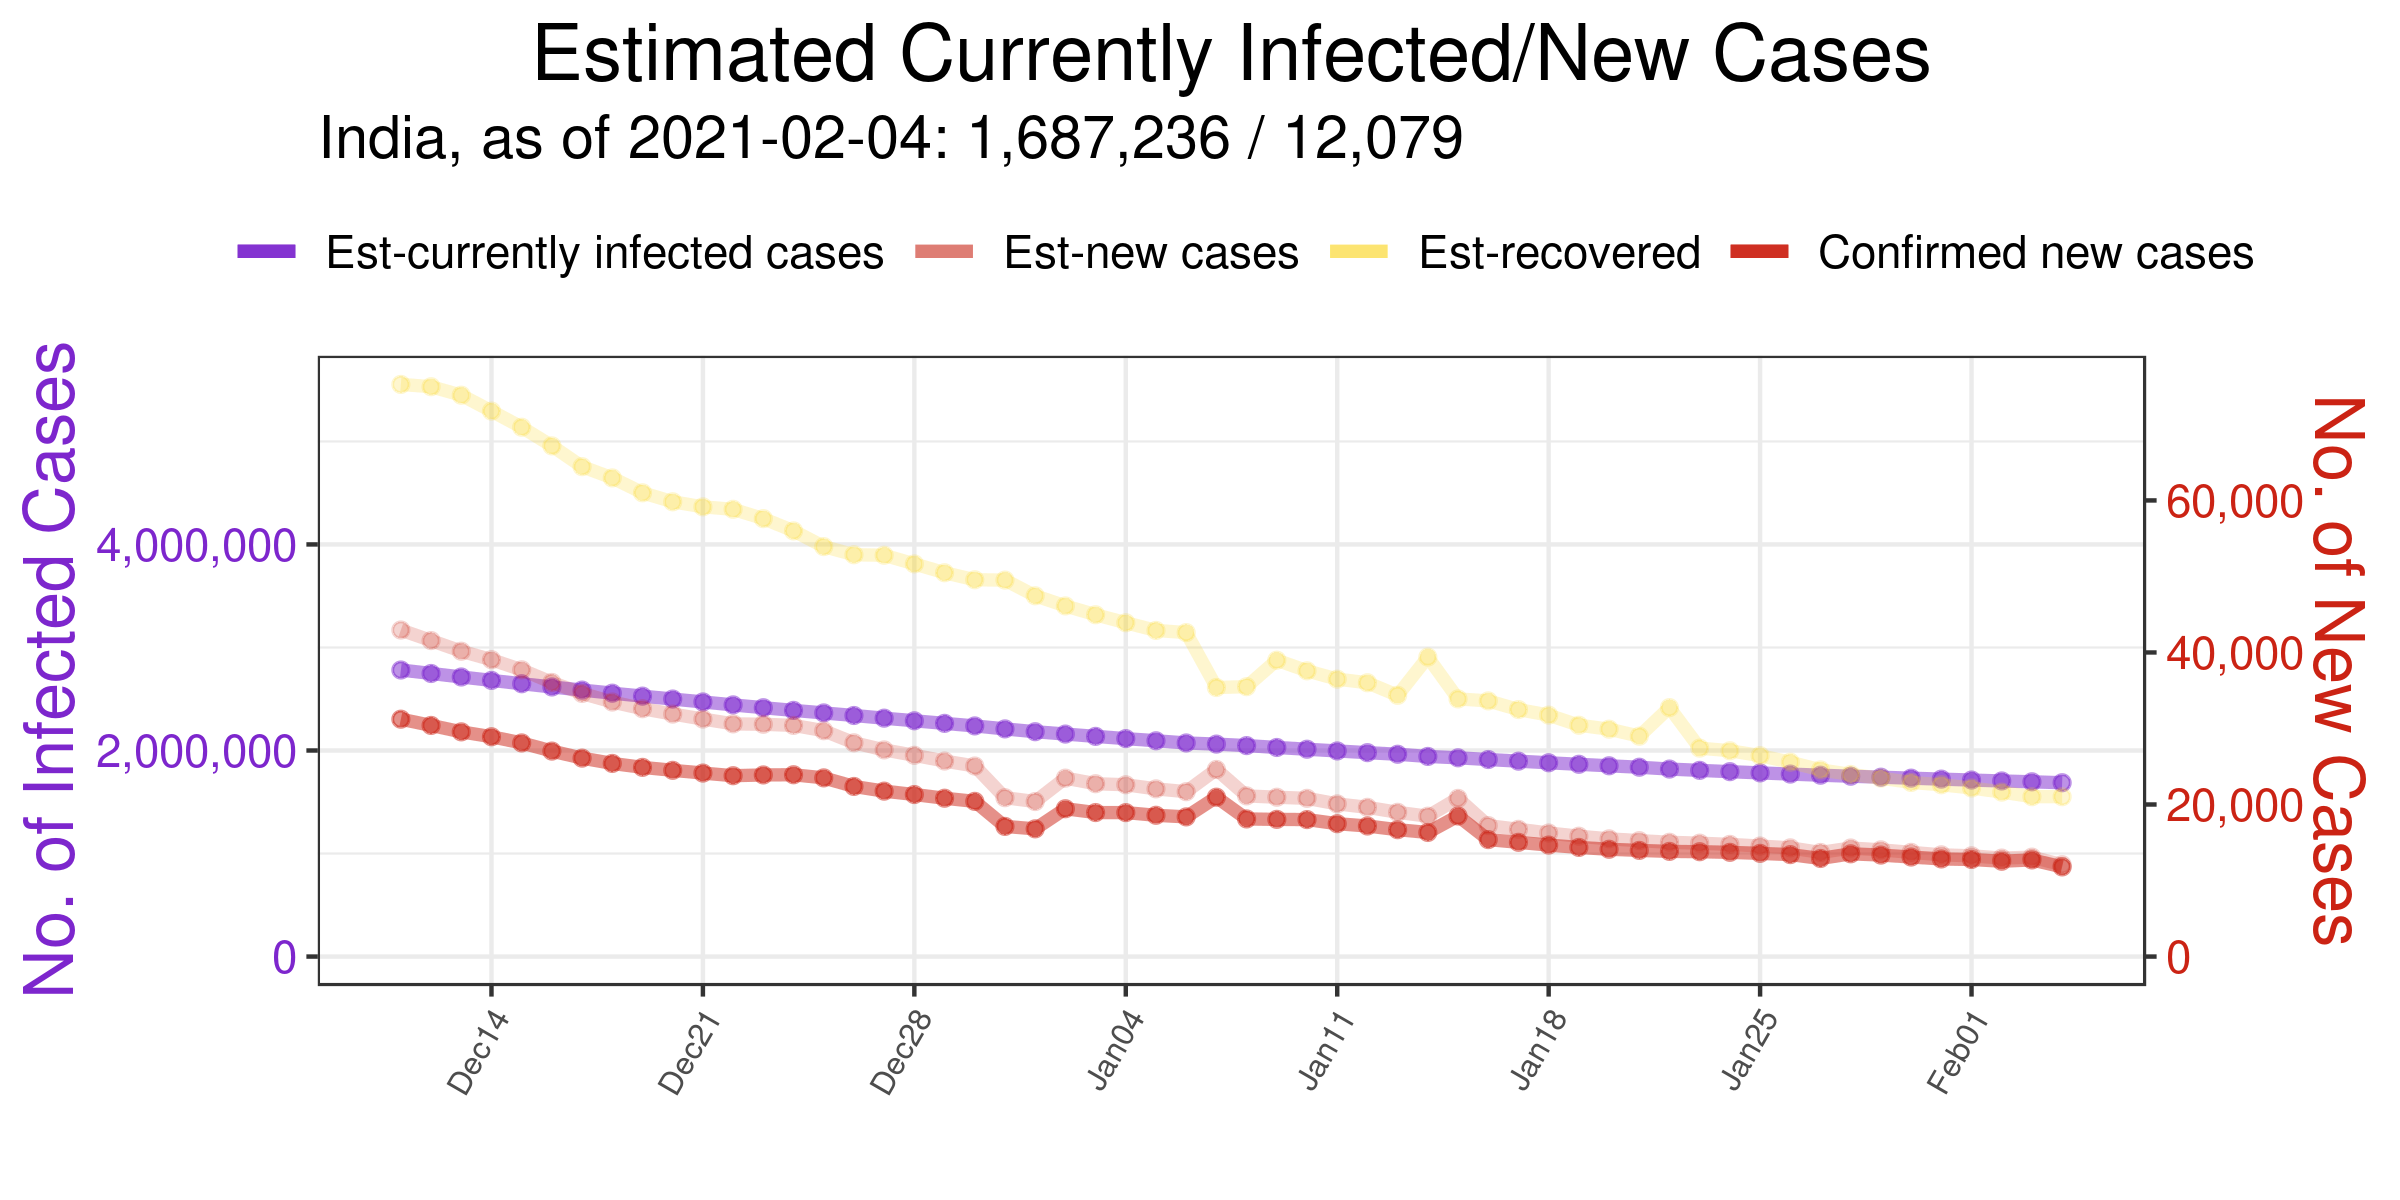 Estimated Currently Infected/New Cases
India, as of 2021-02-04: 1,687,236 / 12,079
Est-currently infected cases Est-new cases Est-recovered Confirmed new cases
No. of Infected Cases
4,000,000
2,000,000
0
60,000
40,000
20,000
0
No. of New Cases
Dec14 Dec21 Dec28 Jan04 Jan11 Jan18 Jan25 Feb01